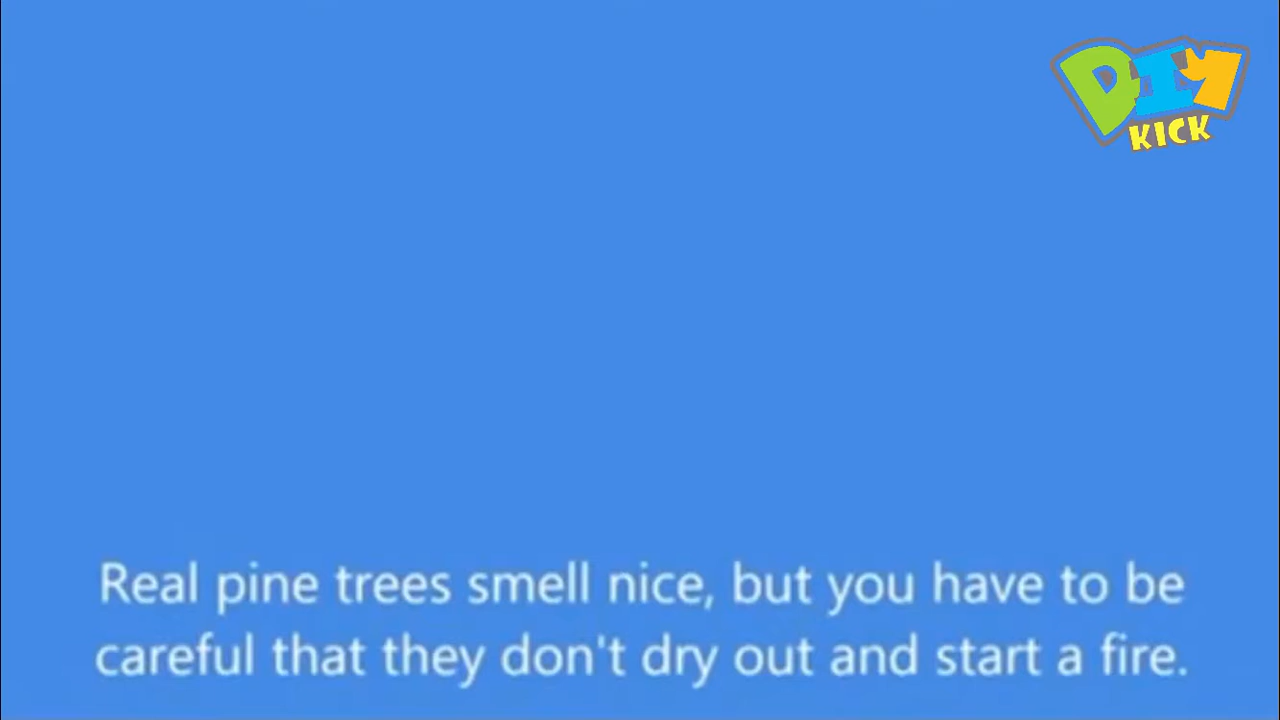 DIY
KICK
Real pine trees smell nice, but you have to be
careful that they don't dry out and start a fire.